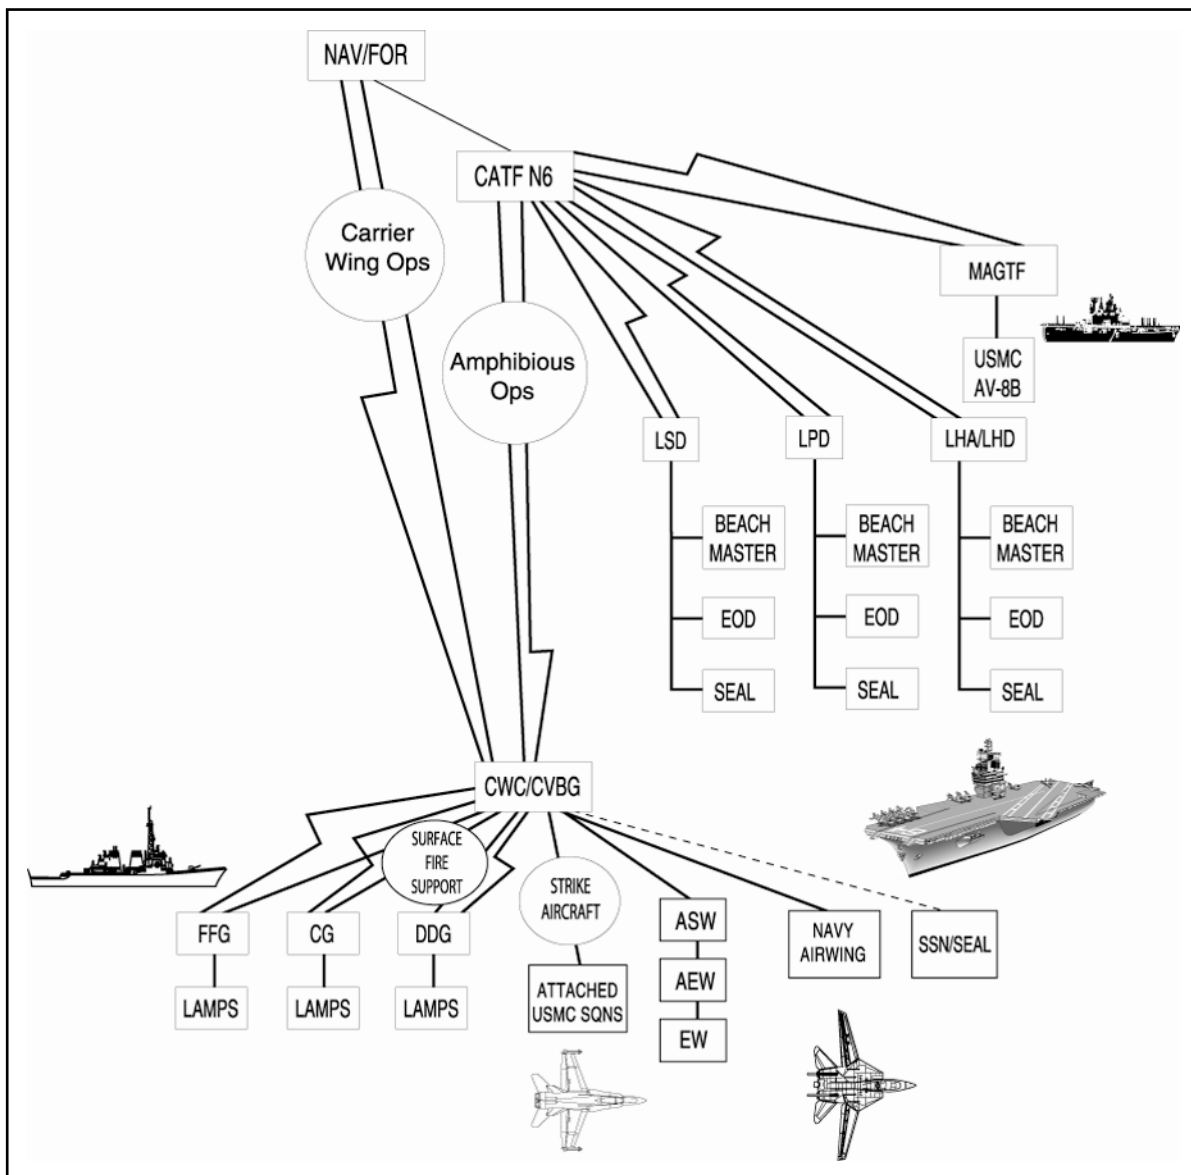 NAV/FOR
CATF N6
Carrier
Wing Ops
MAGTF
Amphibious
Ops
USMC
AV-8B
LSD
LPD
LHA/LHD
BEACH
MASTER
BEACH
MASTER
BEACH
MASTER
EOD
EOD
EOD
SEAL
SEAL
SEAL
CWC/CVBG
SURFACE
FIRE
SUPPORT
STRIKE
AIRCRAFT
FFG
CG
DDG
ASW
NAVY
AIRWING
SSN/SEAL
LAMPS
LAMPS
LAMPS
ATTACHED
USMC SQNS
AEW
EW